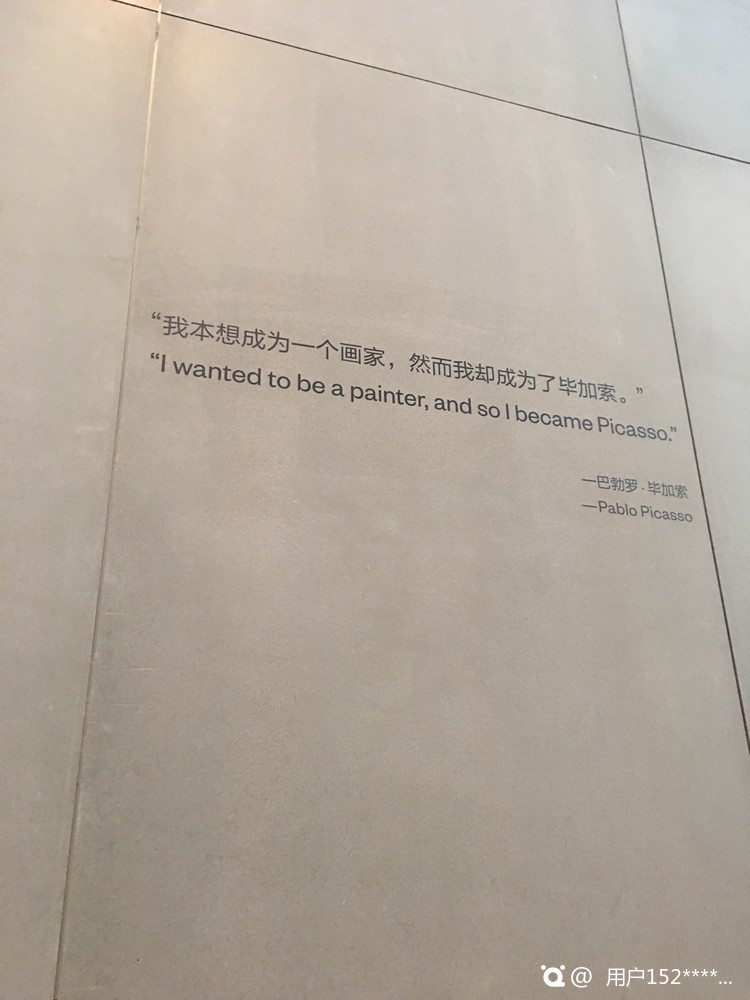 “我本想成为一个画家，然而我却成为了毕加索。”
“I wanted to be a painter, and so I became Picasso.”
—巴勃罗·毕加索
—Pablo Picasso
@ 用户152****...